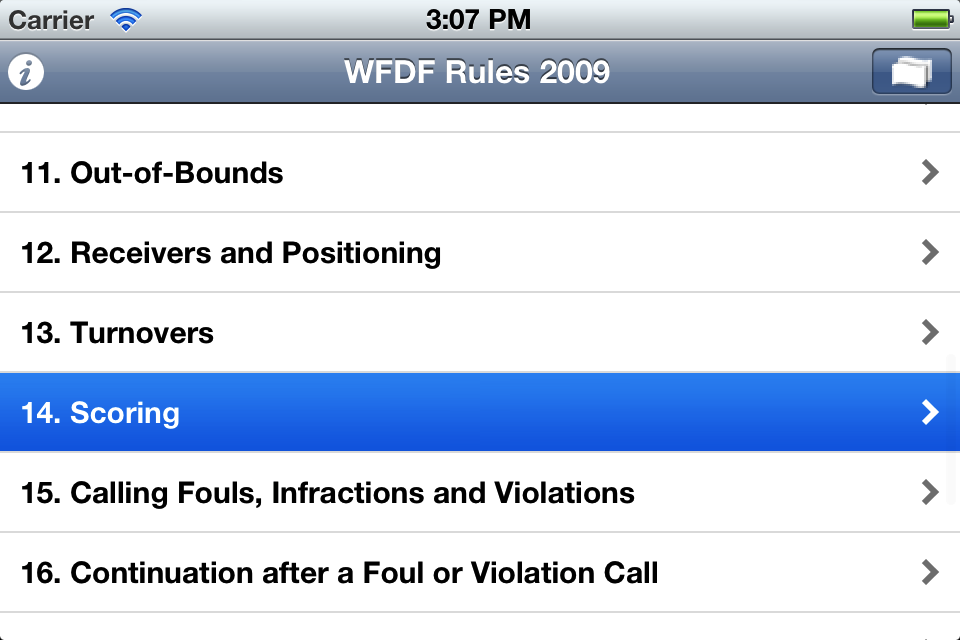 Carrier 3:07 PM
WFDF Rules 2009
11. Out-of-Bounds
12. Receivers and Positioning
13. Turnovers
14. Scoring
15. Calling Fouls, Infractions and Violations
16. Continuation after a Foul or Violation Call